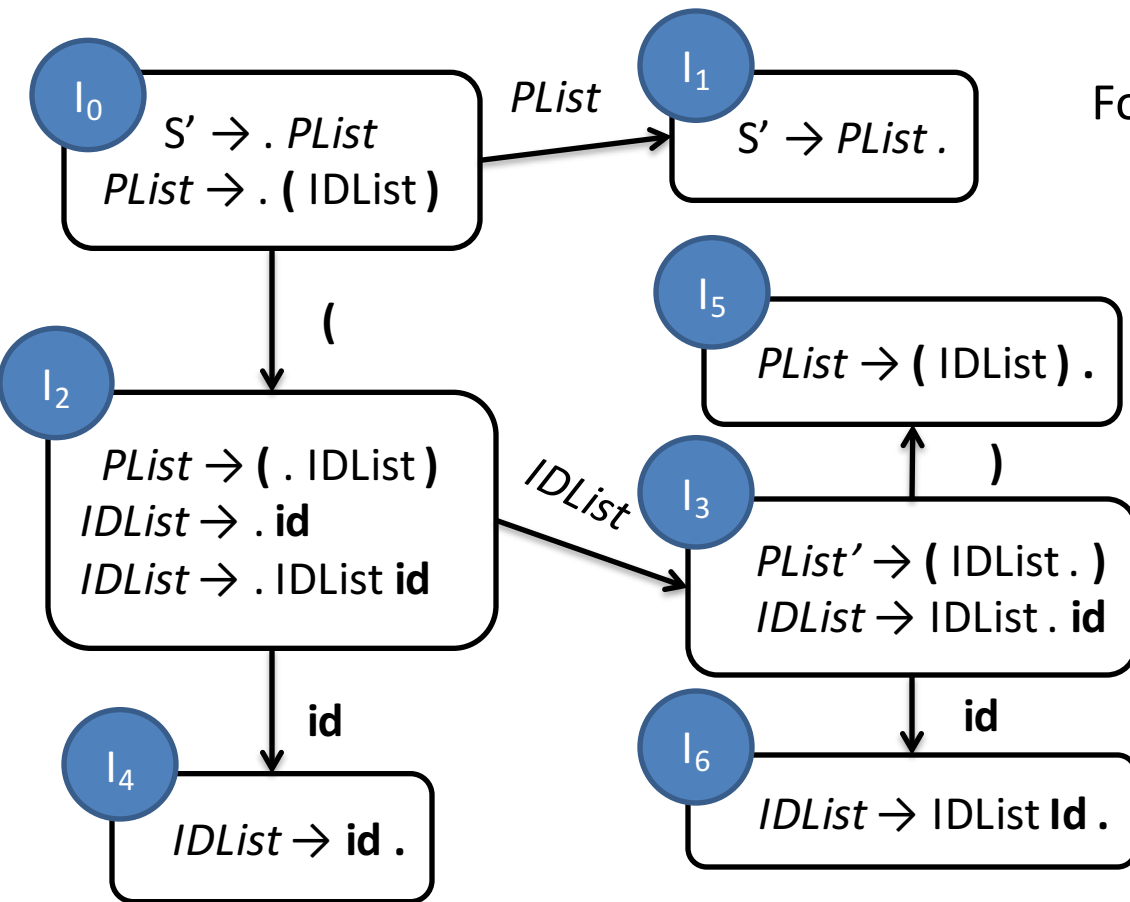 I₀
S’ → . PList
PList → . ( IDList )
PList
I₁
S’ → PList .
Fo
(
I₂
PList → ( . IDList )
IDList → . id
IDList → . IDList id
IDList
I₅
PList → ( IDList ) .
)
I₃
PList’ → ( IDList . )
IDList → IDList . id
id
I₄
IDList → id .
id
I₆
IDList → IDList Id .